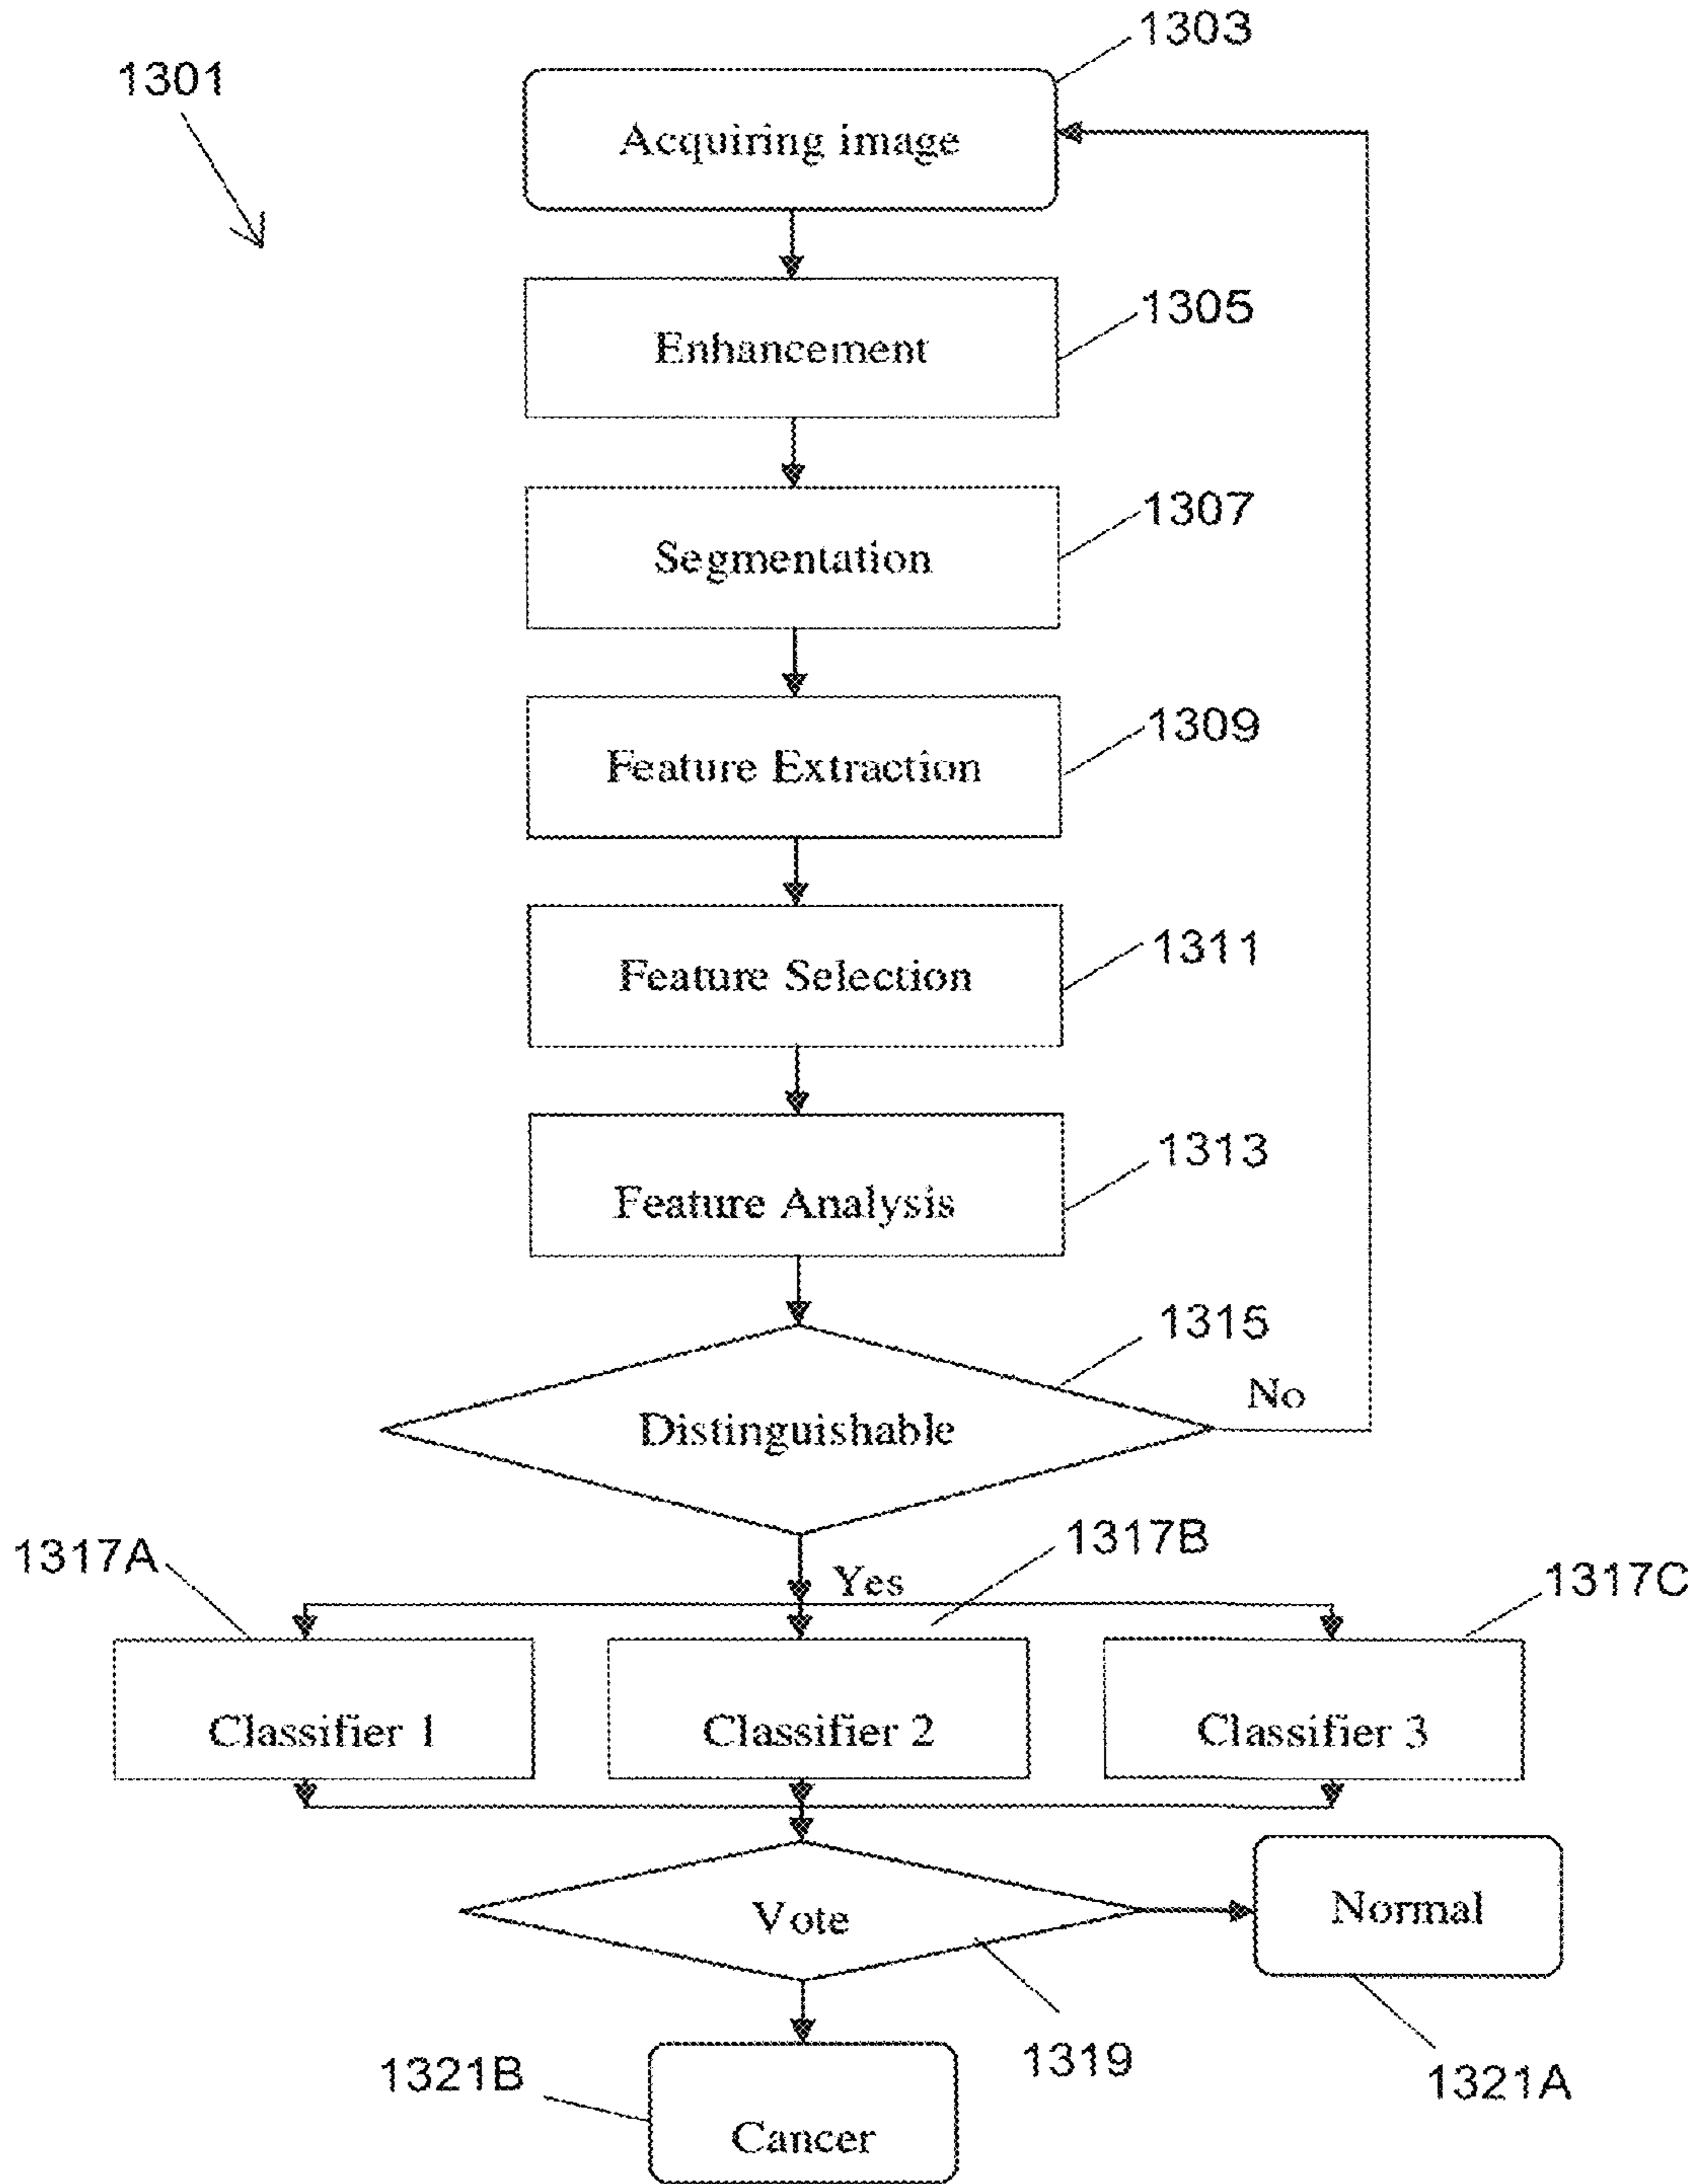 1303
1301
Acquiring image
1305
Enhancement
1307
Segmentation
1309
Feature Extraction
1311
Feature Selection
1313
Feature Analysis
1315
No
Distinguishable
1317A
1317B
Yes
1317C
Classifier 1
Classifier 2
Classifier 3
Vote
Normal
1319
1321A
1321B
Cancer